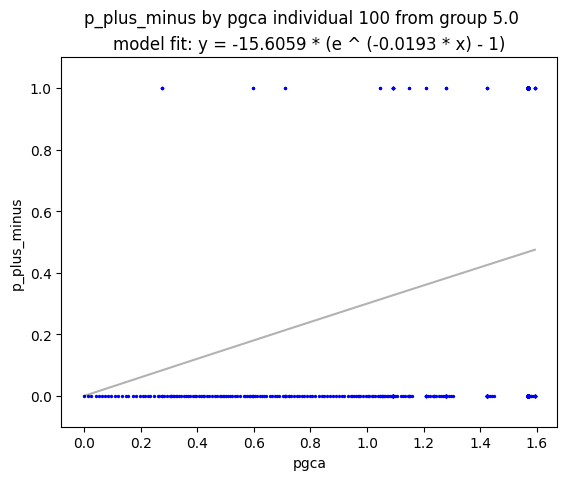 p_plus_minus by pgca individual 100 from group 5.0
model fit: y = -15.6059 * (e ^ (-0.0193 * x) - 1)
1.0
0.8
0.6
0.4
0.2
0.0
p_plus_minus
0.0 0.2 0.4 0.6 0.8 1.0 1.2 1.4 1.6
pgca